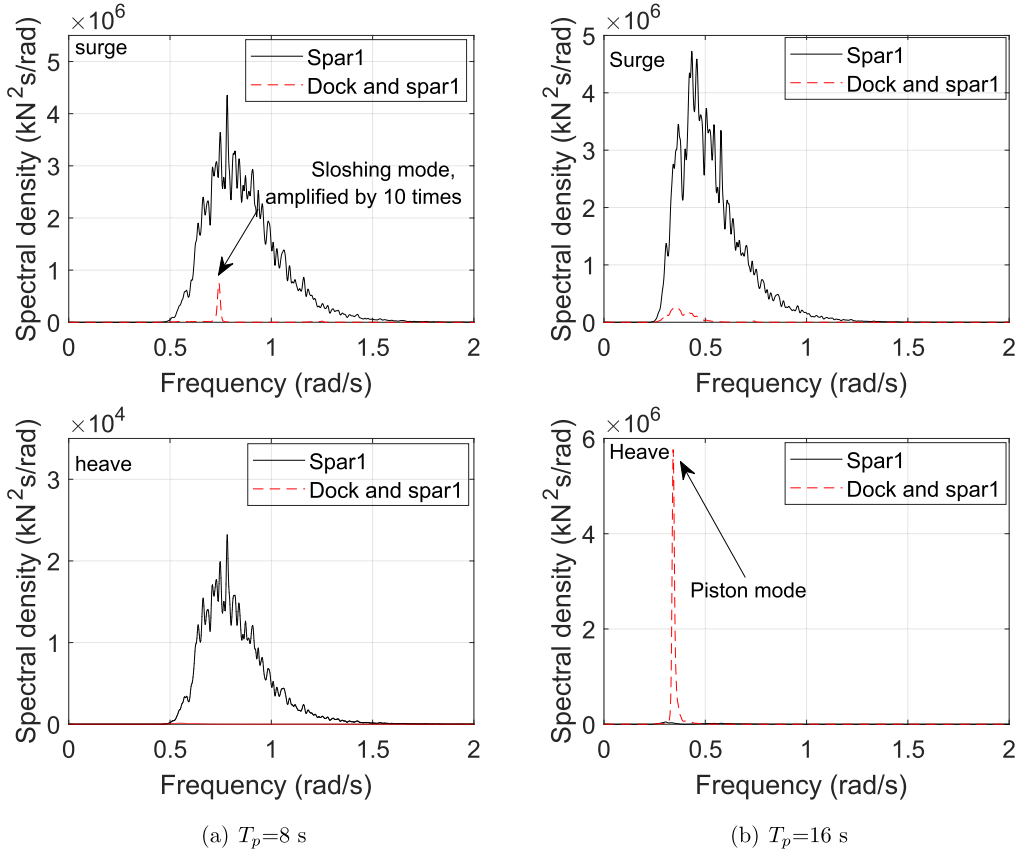 ×10^6
surge
Spar1
Dock and spar1
Sloshing mode,
amplified by 10 times
5
4
3
2
1
0
Spectral density (kN^2s/rad)
0 0.5 1 1.5 2
Frequency (rad/s)
×10^6
Surge
Spar1
Dock and spar1
5
4
3
2
1
0
Spectral density (kN^2s/rad)
0 0.5 1 1.5 2
Frequency (rad/s)
×10^4
heave
Spar1
Dock and spar1
3
2
1
0
Spectral density (kN^2s/rad)
0 0.5 1 1.5 2
Frequency (rad/s)
(a) T_p=8 s
×10^6
Heave
Spar1
Dock and spar1
Piston mode
6
4
2
0
Spectral density (kN^2s/rad)
0 0.5 1 1.5 2
Frequency (rad/s)
(b) T_p=16 s